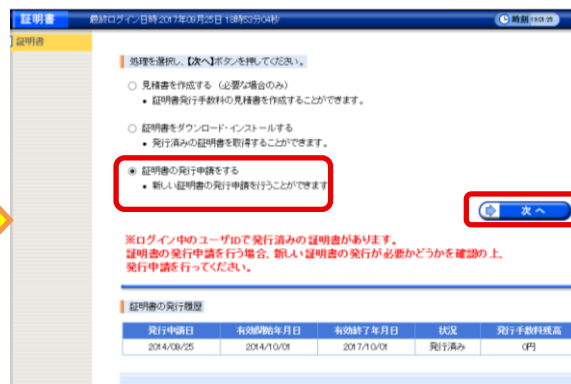 証明書
最終ログイン日時:2017年09月25日 18時53分04秒
時刻
証明書
処理を選択し、【次へ】ボタンを押してください。
見積書を作成する (必要な場合のみ)
• 証明書発行手数料の見積書を作成することができます。
証明書をダウンロード・インストールする
• 発行済みの証明書を取得することができます。
証明書の発行申請をする
• 新しい証明書の発行申請を行うことができます
次へ
※ログイン中のユーザIDで発行済みの証明書があります。
証明書の発行申請を行う場合、新しい証明書の発行が必要かどうかを確認の上、
発行申請を行ってください。
証明書の発行履歴
発行申請日 有効開始年月日 有効終了年月日 状況 発行手数料残高
2014/09/25 2014/10/01 2017/10/01 発行済み 0円